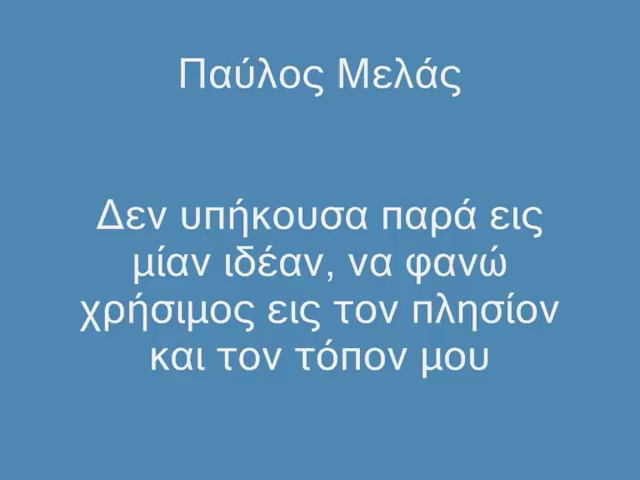 Παύλος Μελάς
Δεν υπήκουσα παρά εις
μίαν ιδέαν, να φανώ
χρήσιμος εις τον πλησίον
και τον τόπον μου